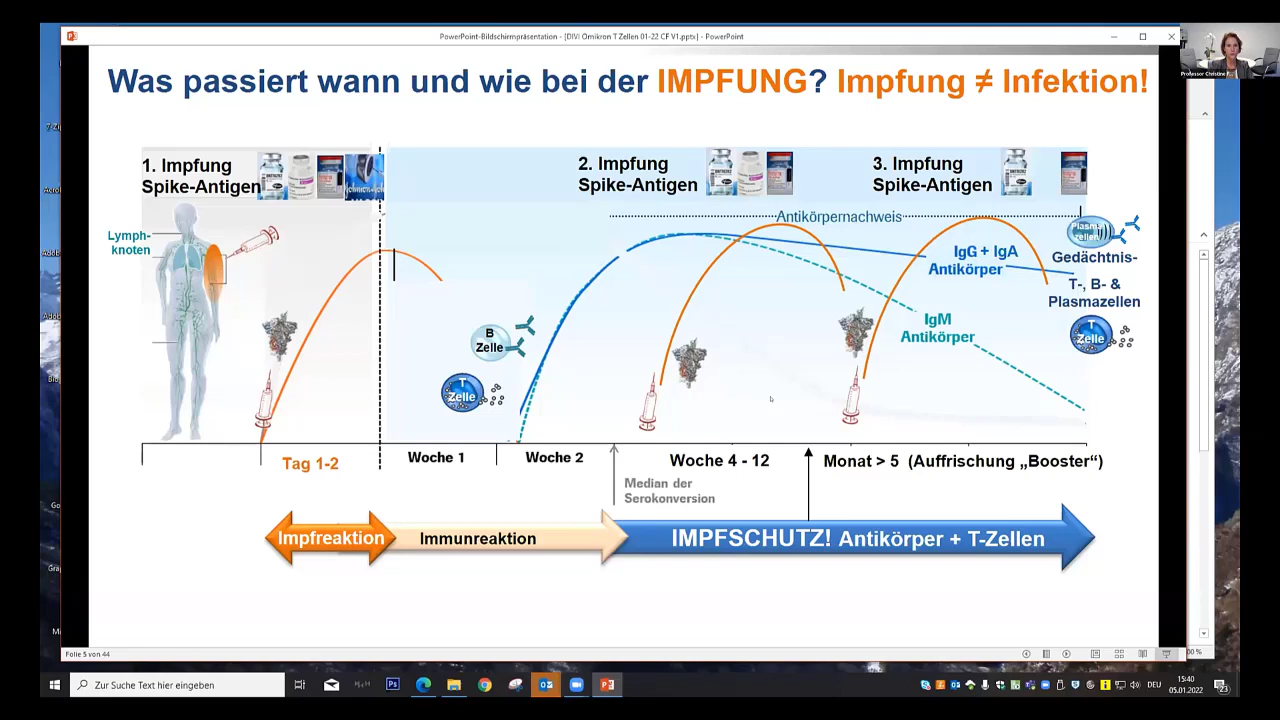 PowerPoint-Bildschirmpräsentation - [DIVI Omikron T Zellen 01-22 CF V1.pptx] - PowerPoint
Was passiert wann und wie bei der IMPFUNG? Impfung ≠ Infektion!
1. Impfung
Spike-Antigen
2. Impfung
Spike-Antigen
3. Impfung
Spike-Antigen
Antikörpernachweis
Lymph-
knoten
Plasma
zellen
Gedächtnis-
T-, B- &
Plasmazellen
IgG + IgA
Antikörper
IgM
Antikörper
B
Zelle
T
Zelle
T
Zelle
Tag 1-2
Woche 1
Woche 2
Woche 4 - 12
Monat > 5 (Auffrischung „Booster“)
Median der
Serokonversion
Impfreaktion
Immunreaktion
IMPFSCHUTZ! Antikörper + T-Zellen
Folie 5 von 44
Zur Suche Text hier eingeben
DEU
15:40
05.01.2022
23